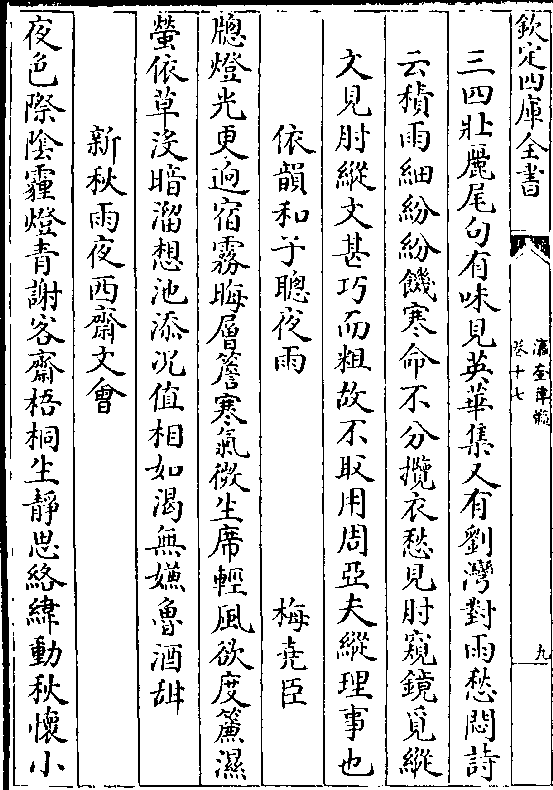 欽定四庫全書
瀛奎律髓
卷十七
九
三四壯麗尾句有味見英華集又有劉灣對雨愁悶詩
云積雨細紛紛饑寒命不分攬衣愁見肘窺鏡覓縱
文見肘縱文甚巧而粗故不取用周亞夫縱理事也
依韻和子聰夜雨 梅堯臣
牕燈光更迥宿霧晦層簷寒氣微生席輕風欲度簾濕
螢依草沒暗溜想池添况值相如渴無嫌魯酒甜
新秋雨夜西齋文會
夜色際陰霾燈青謝客齋梧桐生靜思絡緯動秋懷小